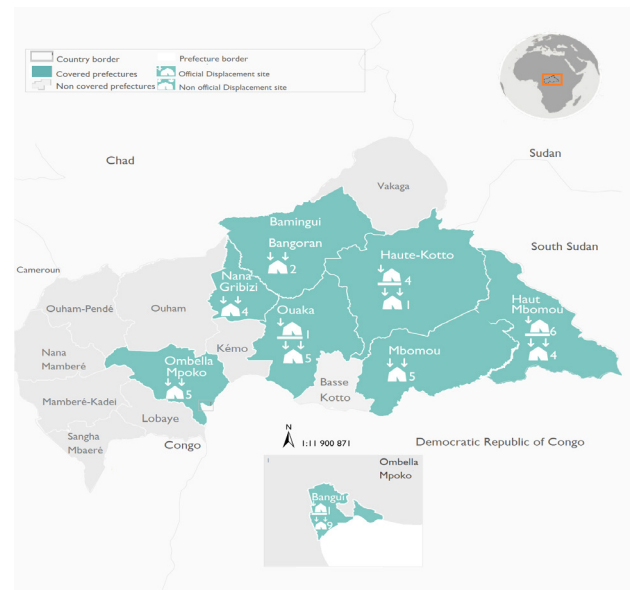 Country border
Prefecture border
Covered prefectures
Official Displacement site
Non covered prefectures
Non official Displacement site
Chad
Sudan
Vakaga
Bamingui
Bangoran
2
Haute-Kotto
4
1
South Sudan
Cameroun
Nana
Gribizi
4
Ouham-Pendé
Ouham
Ouaka
1
5
Haut
Mbomou
6
4
Kémo
Nana
Mamberé
Ombella
Mpoko
5
Mbomou
5
Basse
Kotto
Mamberé-Kadei
Lobaye
Sangha
Mbaeré
Congo
N
1:11 900 871
Democratic Republic of Congo
Ombella
Mpoko
Bangui
1
9